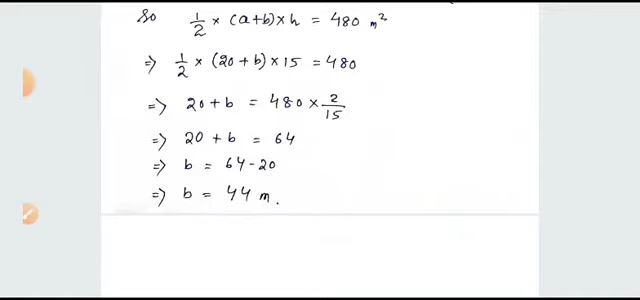 So 1/2 × (a+b) × h = 480 m²
=> 1/2 × (20 + b) × 15 = 480
=> 20 + b = 480 × 2/15
=> 20 + b = 64
=> b = 64 - 20
=> b = 44 m.